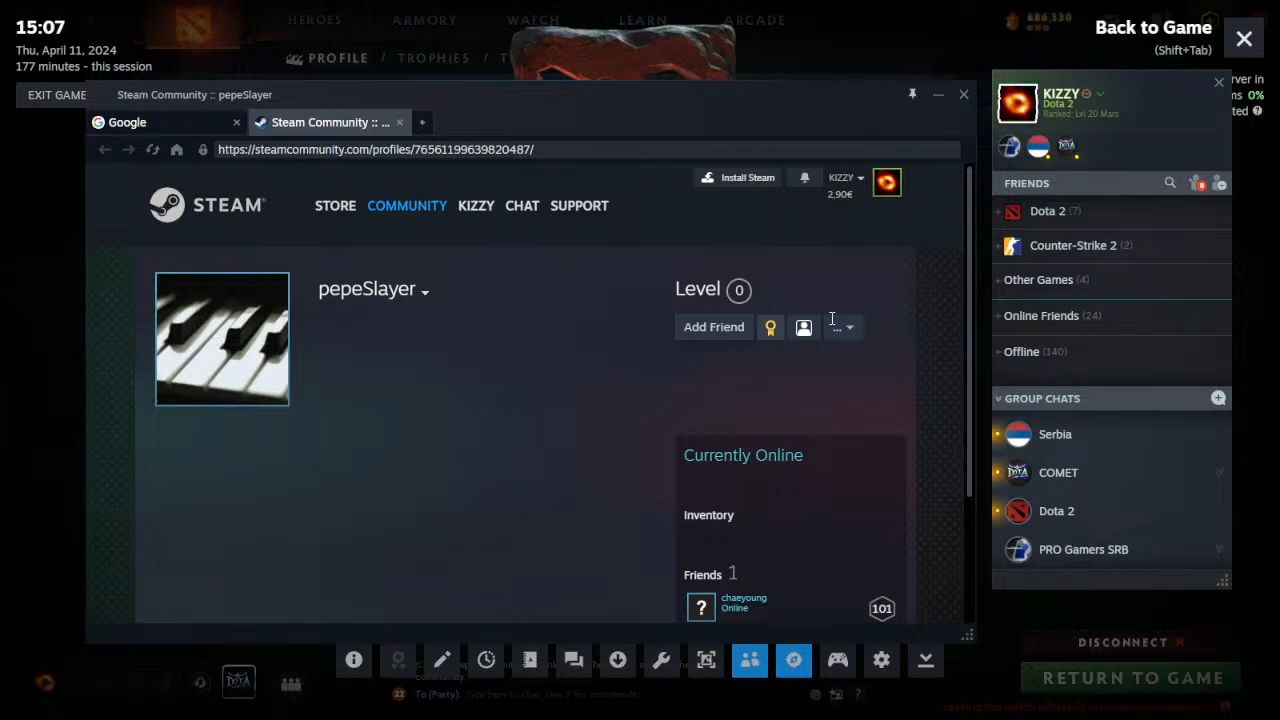 15:07
Thu, April 11, 2024
177 minutes - this session
EXIT GAME
HEROES ARMORY WATCH LEARN ARCADE
686,330
PROFILE / TROPHIES /
Back to Game
(Shift+Tab)
Steam Community :: pepeSlayer
Google
Steam Community :: ...
https://steamcommunity.com/profiles/76561199639820487/
Install Steam
KIZZY
2,90€
STEAM
STORE COMMUNITY KIZZY CHAT SUPPORT
pepeSlayer
Level 0
Add Friend
...
Currently Online
Inventory
Friends 1
?
chaeyoung
Online
101
KIZZY
Dota 2
Ranked: Lvl 20 Mars
0%
FRIENDS
Dota 2 (7)
Counter-Strike 2 (2)
Other Games (4)
Online Friends (24)
Offline (140)
GROUP CHATS
Serbia
COMET
Dota 2
PRO Gamers SRB
DISCONNECT
RETURN TO GAME
To (Party):